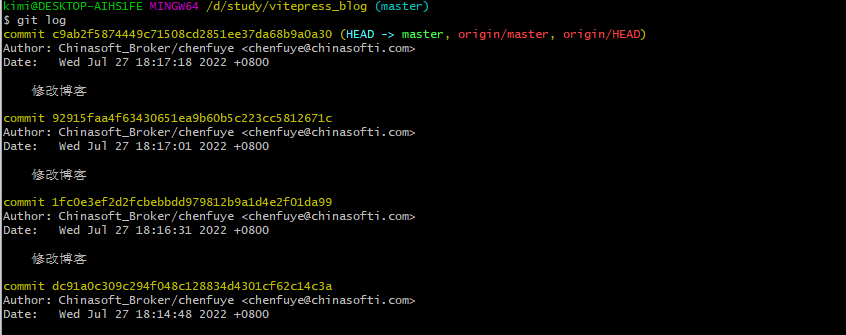 kimi@DESKTOP-AIHS1FE MINGW64 /d/study/vitepress_blog (master)
$ git log
commit c9ab2f5874449c71508cd2851ee37da68b9a0a30 (HEAD -> master, origin/master, origin/HEAD)
Author: Chinasoft_Broker/chenfuye <chenfuye@chinasofti.com>
Date:   Wed Jul 27 18:17:18 2022 +0800
修改博客
commit 92915faa4f63430651ea9b60b5c223cc5812671c
Author: Chinasoft_Broker/chenfuye <chenfuye@chinasofti.com>
Date:   Wed Jul 27 18:17:01 2022 +0800
修改博客
commit 1fc0e3ef2d2fcbebbdd979812b9a1d4e2f01da99
Author: Chinasoft_Broker/chenfuye <chenfuye@chinasofti.com>
Date:   Wed Jul 27 18:16:31 2022 +0800
修改博客
commit dc91a0c309c294f048c128834d4301cf62c14c3a
Author: Chinasoft_Broker/chenfuye <chenfuye@chinasofti.com>
Date:   Wed Jul 27 18:14:48 2022 +0800